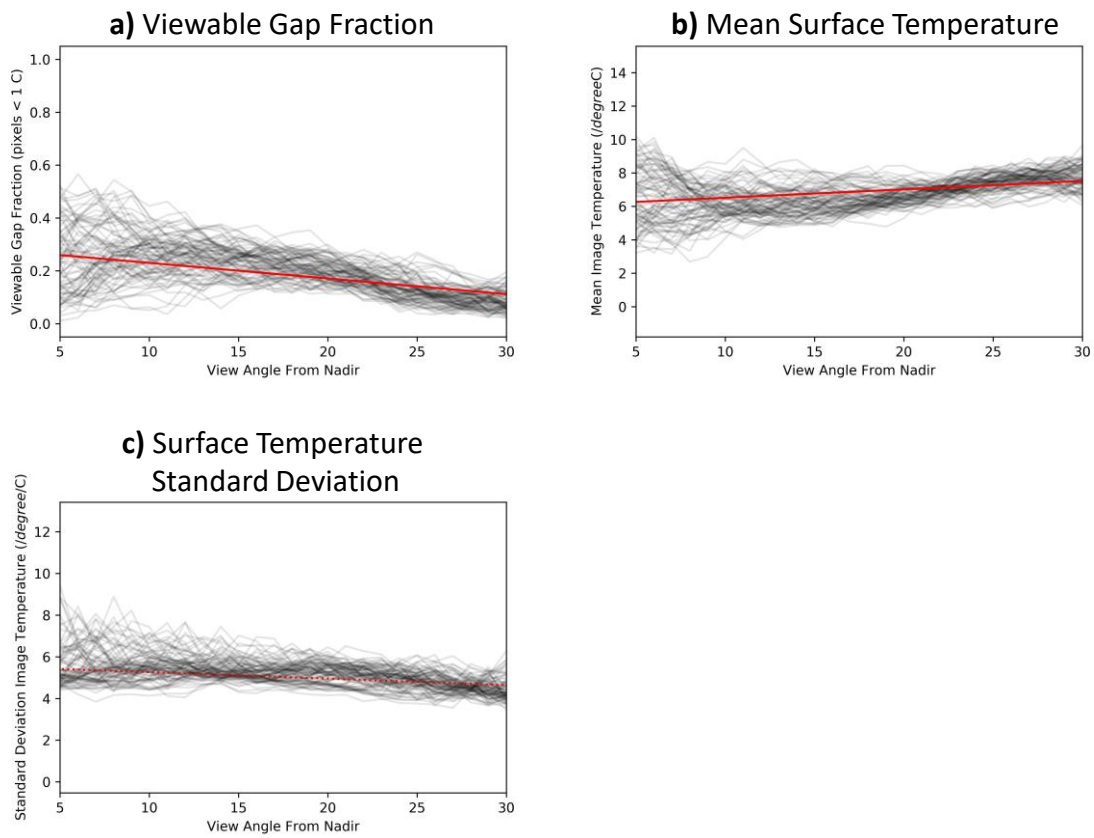 a) Viewable Gap Fraction
Viewable Gap Fraction (pixels < 1 C)
1.0
0.8
0.6
0.4
0.2
0.0
5 10 15 20 25 30
View Angle From Nadir
b) Mean Surface Temperature
Mean Image Temperature (/degreeC)
14
12
10
8
6
4
2
0
5 10 15 20 25 30
View Angle From Nadir
c) Surface Temperature
Standard Deviation
Standard Deviation Image Temperature (/degree/C)
12
10
8
6
4
2
0
5 10 15 20 25 30
View Angle From Nadir